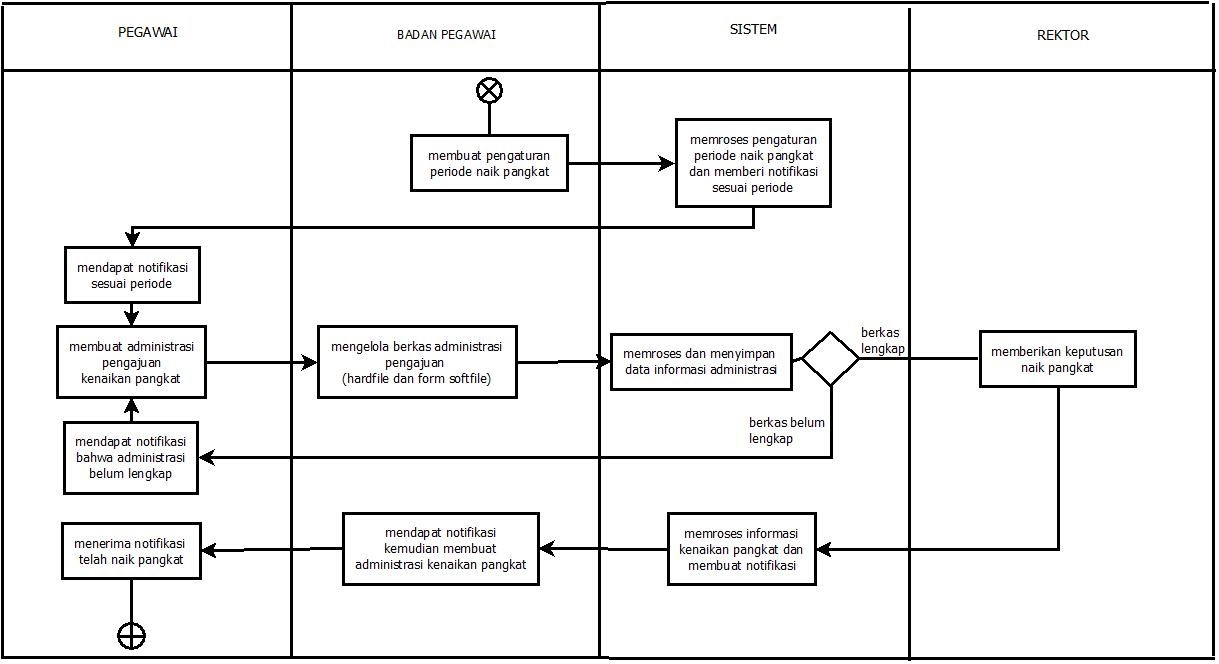 PEGAWAI
BADAN PEGAWAI
SISTEM
REKTOR
membuat pengaturan
periode naik pangkat
memroses pengaturan
periode naik pangkat
dan memberi notifikasi
sesuai periode
mendapat notifikasi
sesuai periode
membuat administrasi
pengajuan
kenaikan pangkat
mengelola berkas administrasi
pengajuan
(hardfile dan form softfile)
memroses dan menyimpan
data informasi administrasi
berkas
lengkap
memberikan keputusan
naik pangkat
berkas belum
lengkap
mendapat notifikasi
bahwa administrasi
belum lengkap
memroses informasi
kenaikan pangkat dan
membuat notifikasi
mendapat notifikasi
kemudian membuat
administrasi kenaikan pangkat
menerima notifikasi
telah naik pangkat